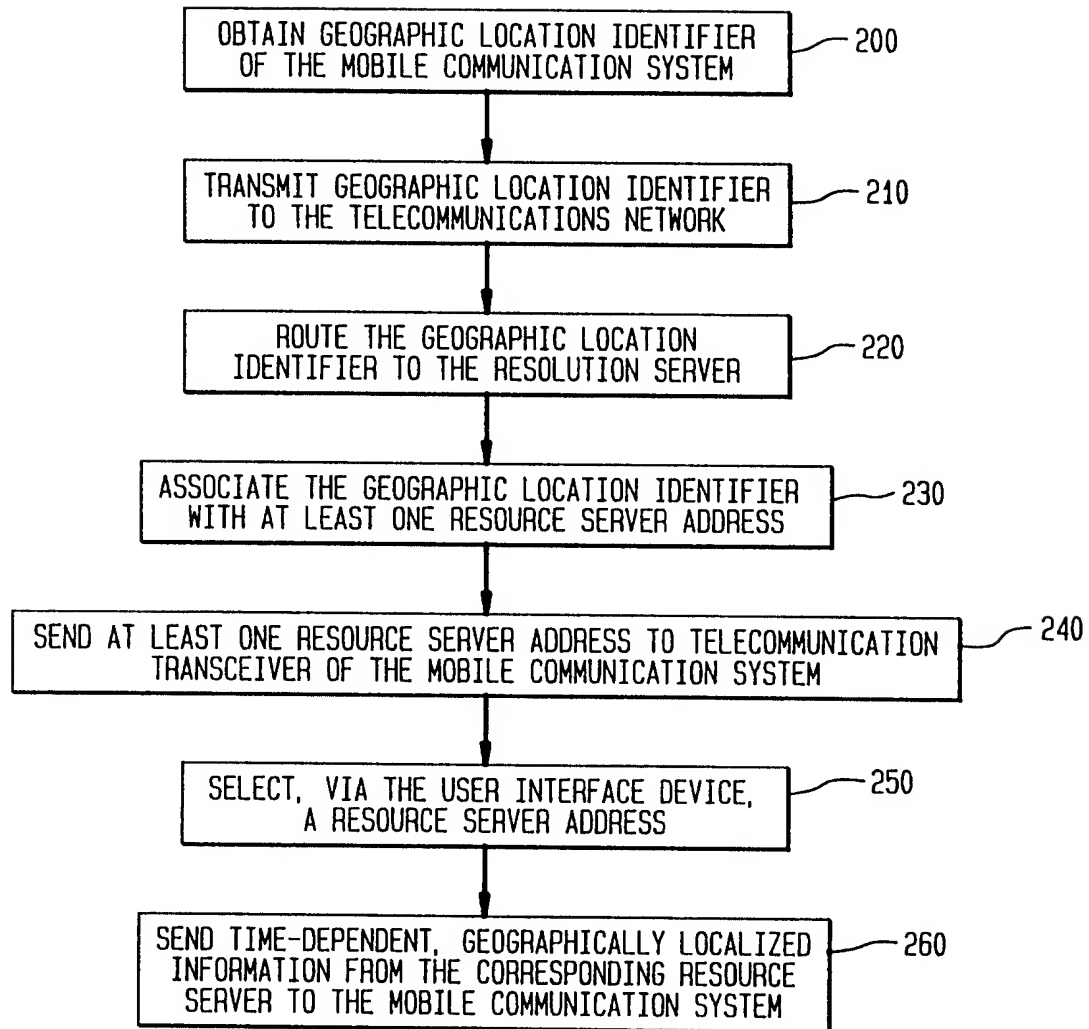 OBTAIN GEOGRAPHIC LOCATION IDENTIFIER
OF THE MOBILE COMMUNICATION SYSTEM
200
TRANSMIT GEOGRAPHIC LOCATION IDENTIFIER
TO THE TELECOMMUNICATIONS NETWORK
210
ROUTE THE GEOGRAPHIC LOCATION
IDENTIFIER TO THE RESOLUTION SERVER
220
ASSOCIATE THE GEOGRAPHIC LOCATION IDENTIFIER
WITH AT LEAST ONE RESOURCE SERVER ADDRESS
230
SEND AT LEAST ONE RESOURCE SERVER ADDRESS TO TELECOMMUNICATION
TRANSCEIVER OF THE MOBILE COMMUNICATION SYSTEM
240
SELECT, VIA THE USER INTERFACE DEVICE,
A RESOURCE SERVER ADDRESS
250
SEND TIME-DEPENDENT, GEOGRAPHICALLY LOCALIZED
INFORMATION FROM THE CORRESPONDING RESOURCE
SERVER TO THE MOBILE COMMUNICATION SYSTEM
260